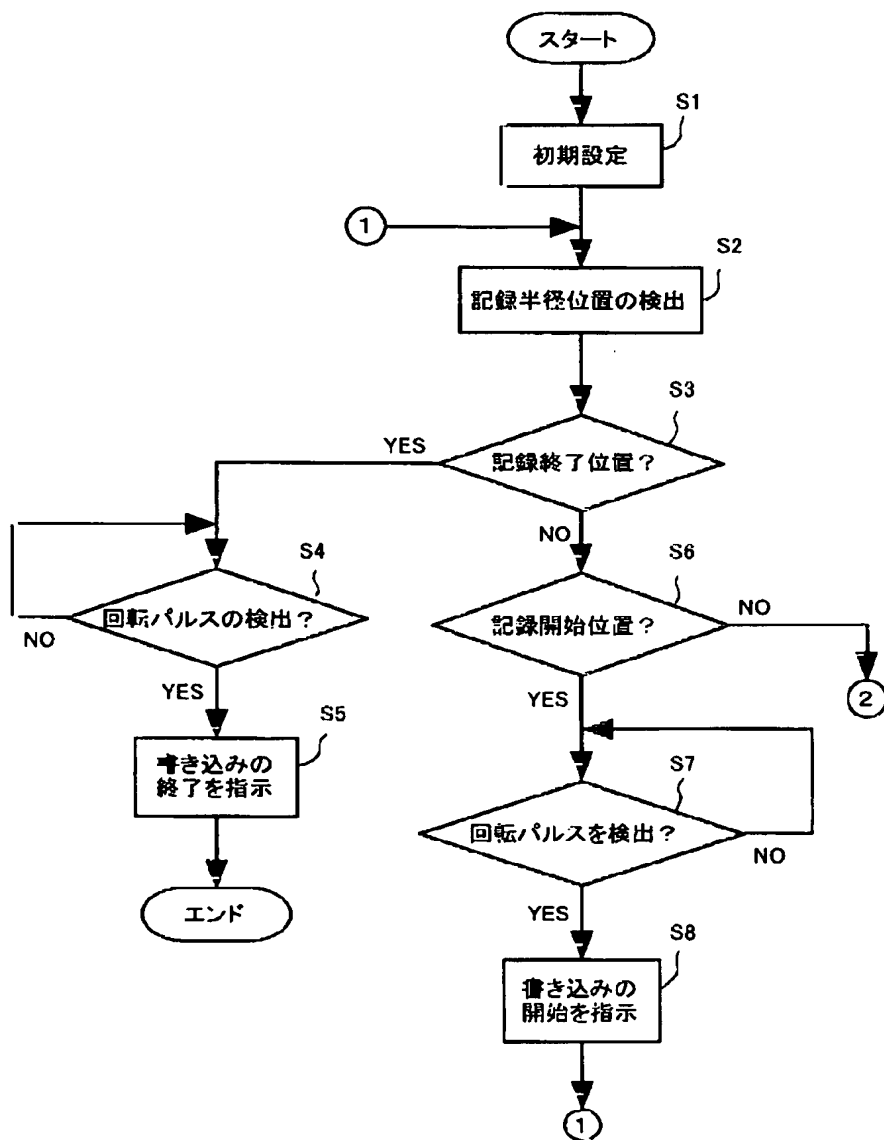 スタート
S1
初期設定
1
S2
記録半径位置の検出
S3
YES
記録終了位置？
NO
S4
S6
回転パルスの検出？
NO
記録開始位置？
NO
YES
YES
2
S5
書き込みの
終了を指示
S7
回転パルスを検出？
NO
エンド
YES
S8
書き込みの
開始を指示
1